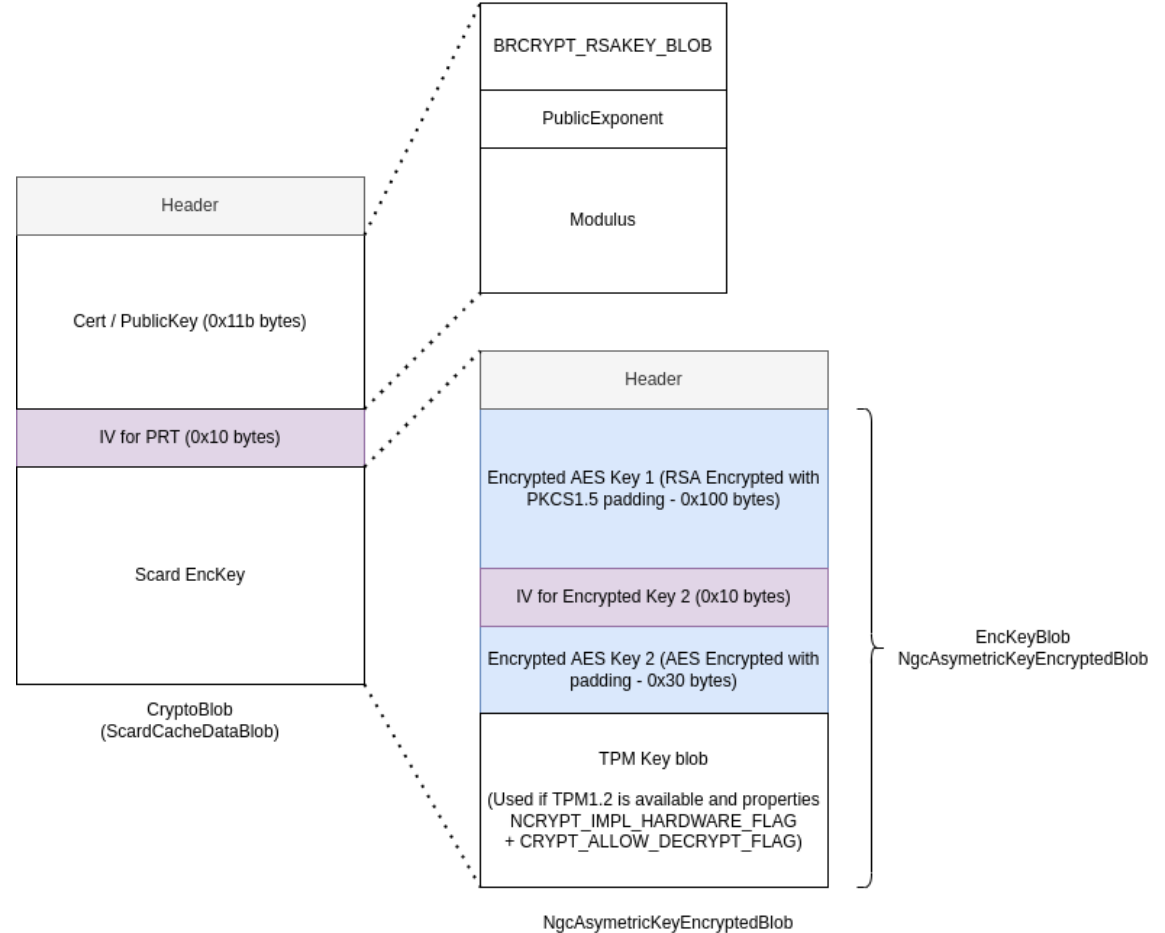 BRCRYPT_RSAKEY_BLOB
PublicExponent
Modulus
Header
Cert / PublicKey (0x11b bytes)
IV for PRT (0x10 bytes)
Scard EncKey
CryptoBlob
(ScardCacheDataBlob)
Header
Encrypted AES Key 1 (RSA Encrypted with
PKCS1.5 padding - 0x100 bytes)
IV for Encrypted Key 2 (0x10 bytes)
Encrypted AES Key 2 (AES Encrypted with
padding - 0x30 bytes)
TPM Key blob
(Used if TPM1.2 is available and properties
NCRYPT_IMPL_HARDWARE_FLAG
+ CRYPT_ALLOW_DECRYPT_FLAG)
EncKeyBlob
NgcAsymetricKeyEncryptedBlob
NgcAsymetricKeyEncryptedBlob